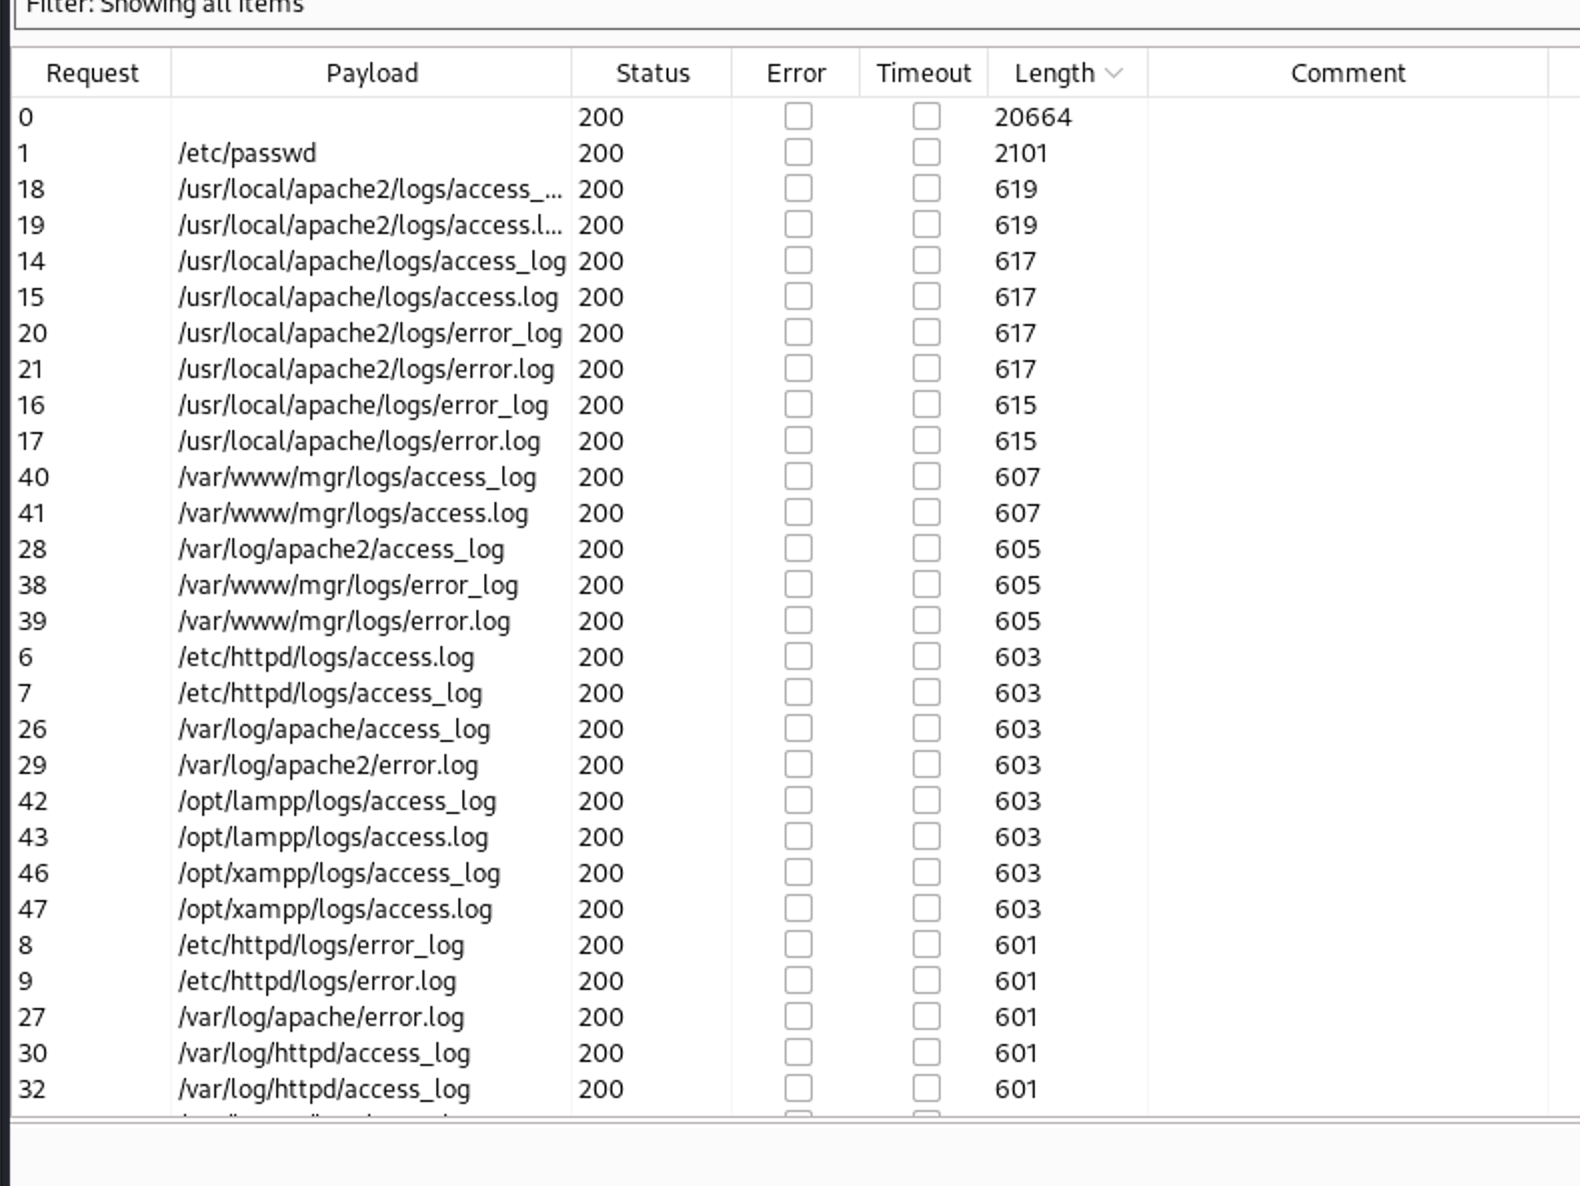 Filter: Showing all items
Request Payload Status Error Timeout Length Comment
0 200 20664
1 /etc/passwd 200 2101
18 /usr/local/apache2/logs/access_... 200 619
19 /usr/local/apache2/logs/access.l... 200 619
14 /usr/local/apache/logs/access_log 200 617
15 /usr/local/apache/logs/access.log 200 617
20 /usr/local/apache2/logs/error_log 200 617
21 /usr/local/apache2/logs/error.log 200 617
16 /usr/local/apache/logs/error_log 200 615
17 /usr/local/apache/logs/error.log 200 615
40 /var/www/mgr/logs/access_log 200 607
41 /var/www/mgr/logs/access.log 200 607
28 /var/log/apache2/access_log 200 605
38 /var/www/mgr/logs/error_log 200 605
39 /var/www/mgr/logs/error.log 200 605
6 /etc/httpd/logs/access.log 200 603
7 /etc/httpd/logs/access_log 200 603
26 /var/log/apache/access_log 200 603
29 /var/log/apache2/error.log 200 603
42 /opt/lampp/logs/access_log 200 603
43 /opt/lampp/logs/access.log 200 603
46 /opt/xampp/logs/access_log 200 603
47 /opt/xampp/logs/access.log 200 603
8 /etc/httpd/logs/error_log 200 601
9 /etc/httpd/logs/error.log 200 601
27 /var/log/apache/error.log 200 601
30 /var/log/httpd/access_log 200 601
32 /var/log/httpd/access_log 200 601